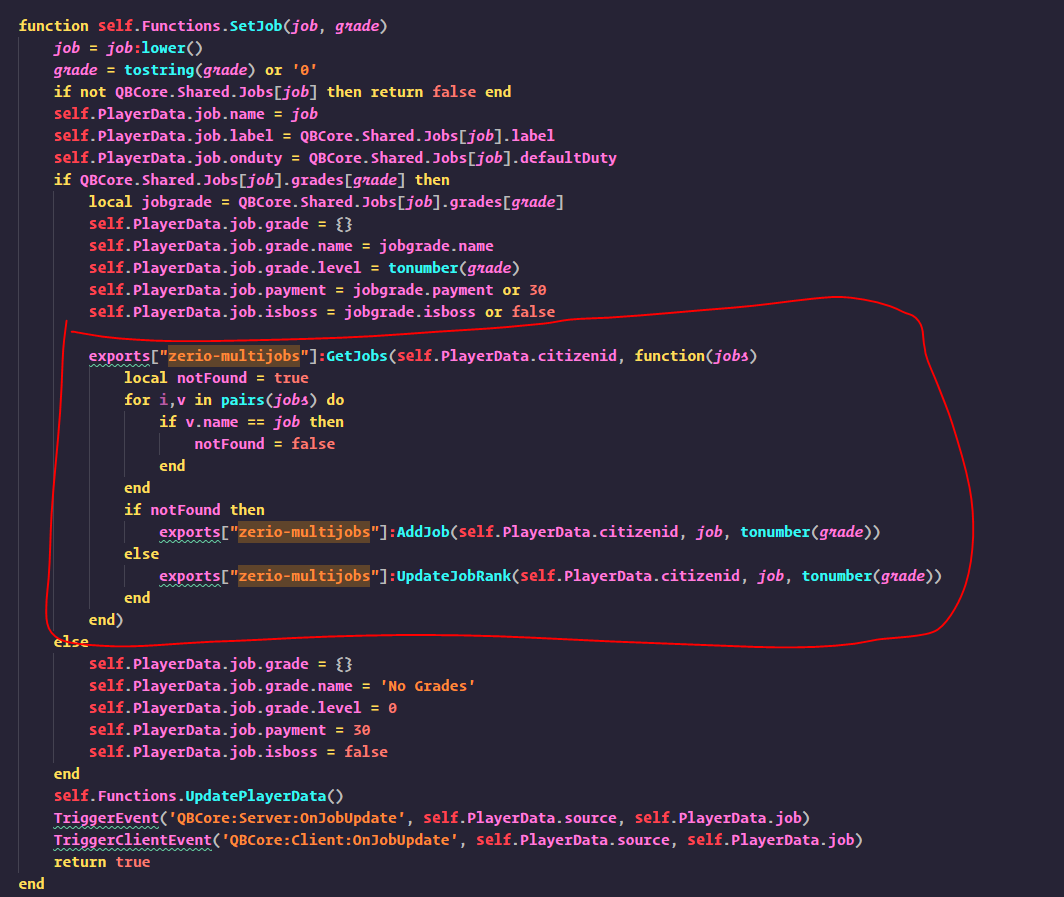 function self.Functions.SetJob(job, grade)
    job = job:lower()
    grade = tostring(grade) or '0'
    if not QBCore.Shared.Jobs[job] then return false end
    self.PlayerData.job.name = job
    self.PlayerData.job.label = QBCore.Shared.Jobs[job].label
    self.PlayerData.job.onduty = QBCore.Shared.Jobs[job].defaultDuty
    if QBCore.Shared.Jobs[job].grades[grade] then
        local jobgrade = QBCore.Shared.Jobs[job].grades[grade]
        self.PlayerData.job.grade = {}
        self.PlayerData.job.grade.name = jobgrade.name
        self.PlayerData.job.grade.level = tonumber(grade)
        self.PlayerData.job.payment = jobgrade.payment or 30
        self.PlayerData.job.isboss = jobgrade.isboss or false
        exports["zerio-multijobs"]:GetJobs(self.PlayerData.citizenid, function(jobs)
            local notFound = true
            for i,v in pairs(jobs) do
                if v.name == job then
                    notFound = false
                end
            end
            if notFound then
                exports["zerio-multijobs"]:AddJob(self.PlayerData.citizenid, job, tonumber(grade))
            else
                exports["zerio-multijobs"]:UpdateJobRank(self.PlayerData.citizenid, job, tonumber(grade))
            end
        end)
    else
        self.PlayerData.job.grade = {}
        self.PlayerData.job.grade.name = 'No Grades'
        self.PlayerData.job.grade.level = 0
        self.PlayerData.job.payment = 30
        self.PlayerData.job.isboss = false
    end
    self.Functions.UpdatePlayerData()
    TriggerEvent('QBCore:Server:OnJobUpdate', self.PlayerData.source, self.PlayerData.job)
    TriggerClientEvent('QBCore:Client:OnJobUpdate', self.PlayerData.source, self.PlayerData.job)
    return true
end